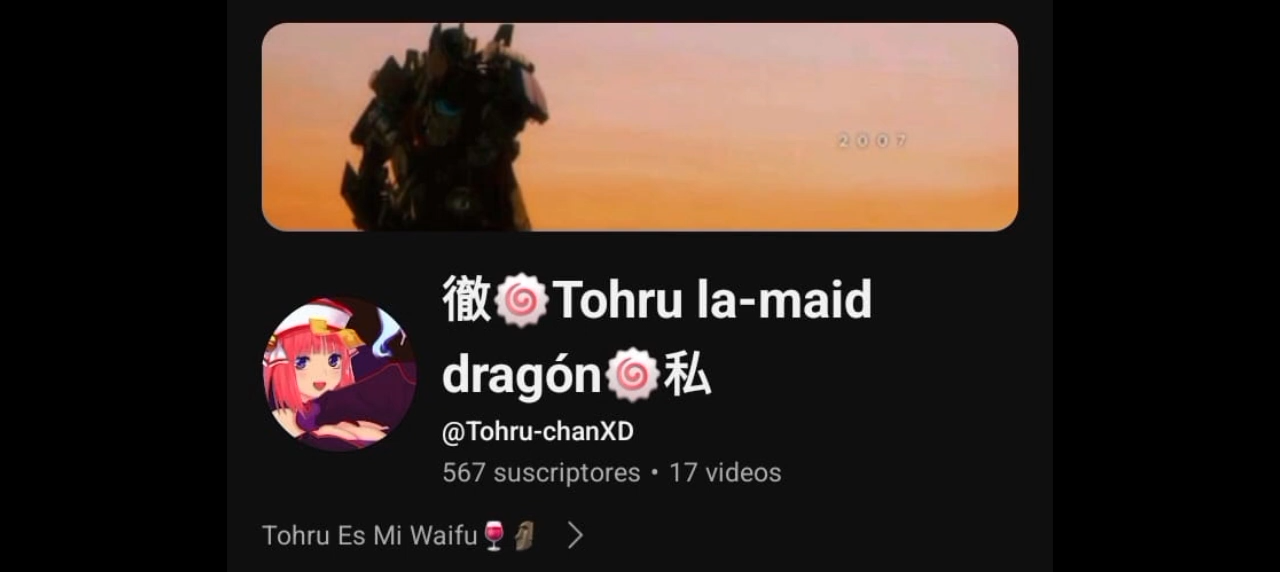 2007
徹🍥Tohru la-maid
dragón🍥私
@Tohru-chanXD
567 suscriptores • 17 videos
Tohru Es Mi Waifu🍷🗿